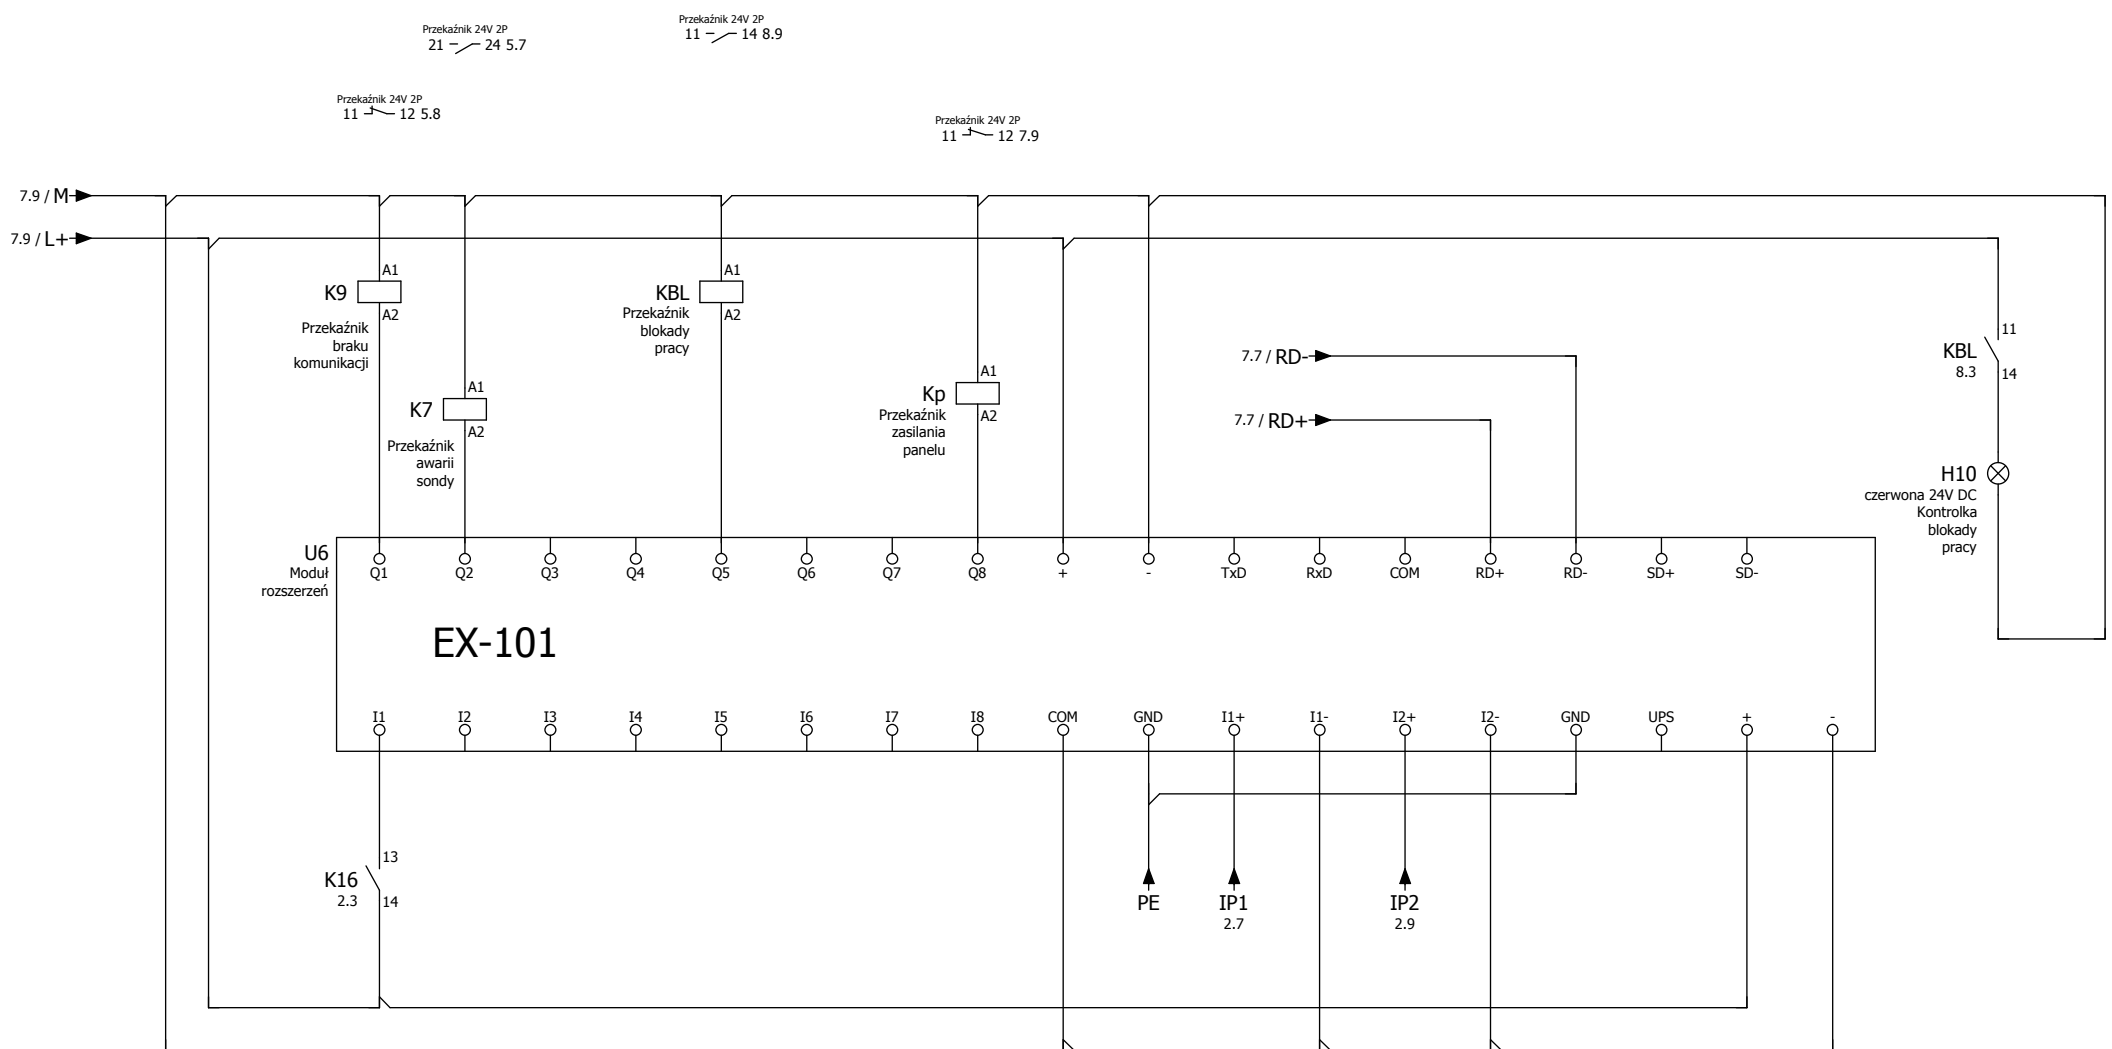 Przekaźnik 24V 2P
21 24 5.7
Przekaźnik 24V 2P
11 14 8.9
Przekaźnik 24V 2P
11 12 5.8
Przekaźnik 24V 2P
11 12 7.9
7.9 / M
7.9 / L+
A1
K9
A2
Przekaźnik
braku
komunikacji
A1
K7
A2
Przekaźnik
awarii
sondy
A1
KBL
A2
Przekaźnik
blokady
pracy
A1
Kp
A2
Przekaźnik
zasilania
panelu
7.7 / RD-
7.7 / RD+
11
KBL
8.3
14
H10
czerwona 24V DC
Kontrolka
blokady
pracy
U6
Moduł
rozszerzeń
Q1 Q2 Q3 Q4 Q5 Q6 Q7 Q8 + - TxD RxD COM RD+ RD- SD+ SD-
EX-101
I1 I2 I3 I4 I5 I6 I7 I8 COM GND I1+ I1- I2+ I2- GND UPS + -
13
K16
2.3
14
PE
IP1
2.7
IP2
2.9